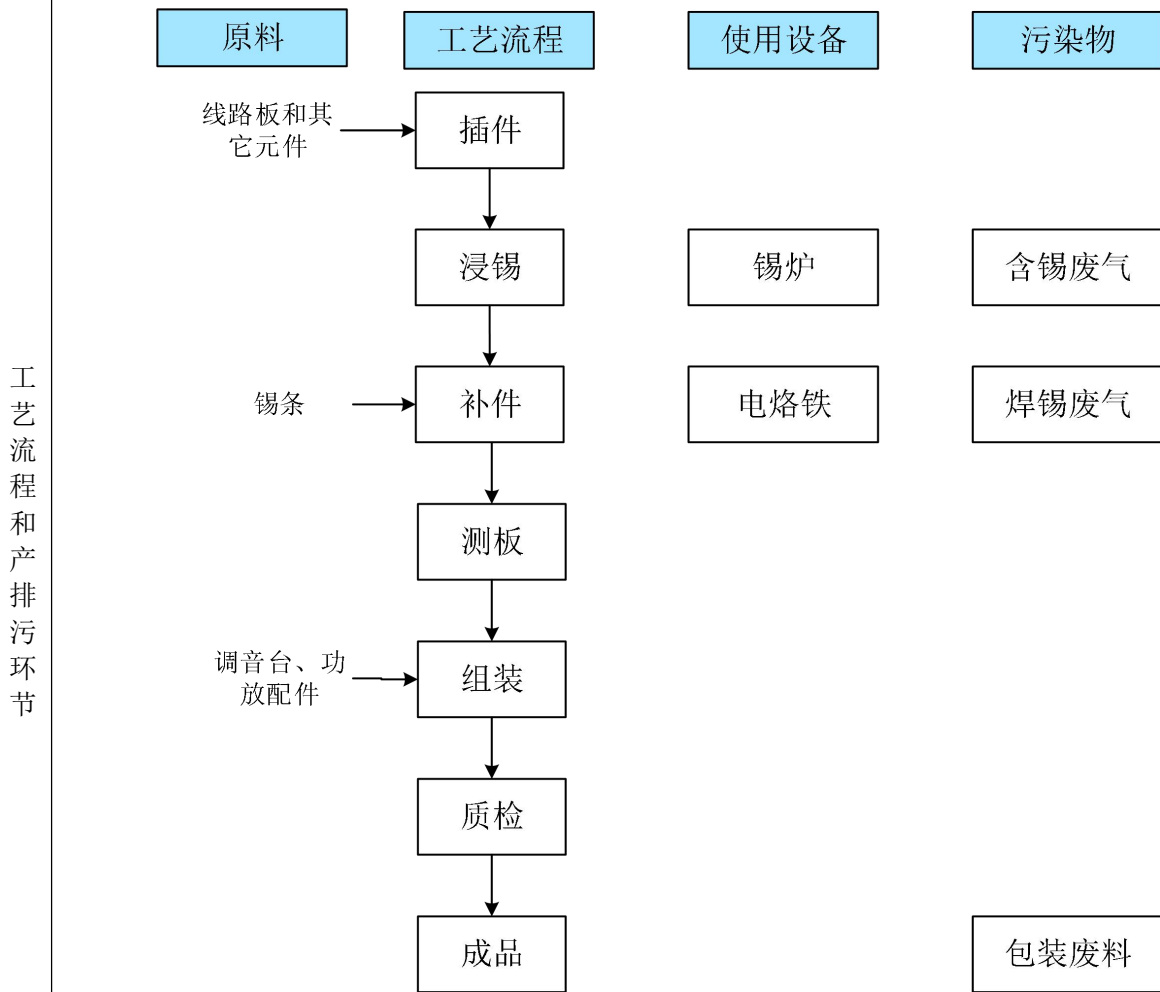 原料
工艺流程
使用设备
污染物
线路板和其
它元件
插件
浸锡
锡炉
含锡废气
锡条
补件
电烙铁
焊锡废气
测板
调音台、功
放配件
组装
质检
成品
包装废料
工艺流程和产排污环节